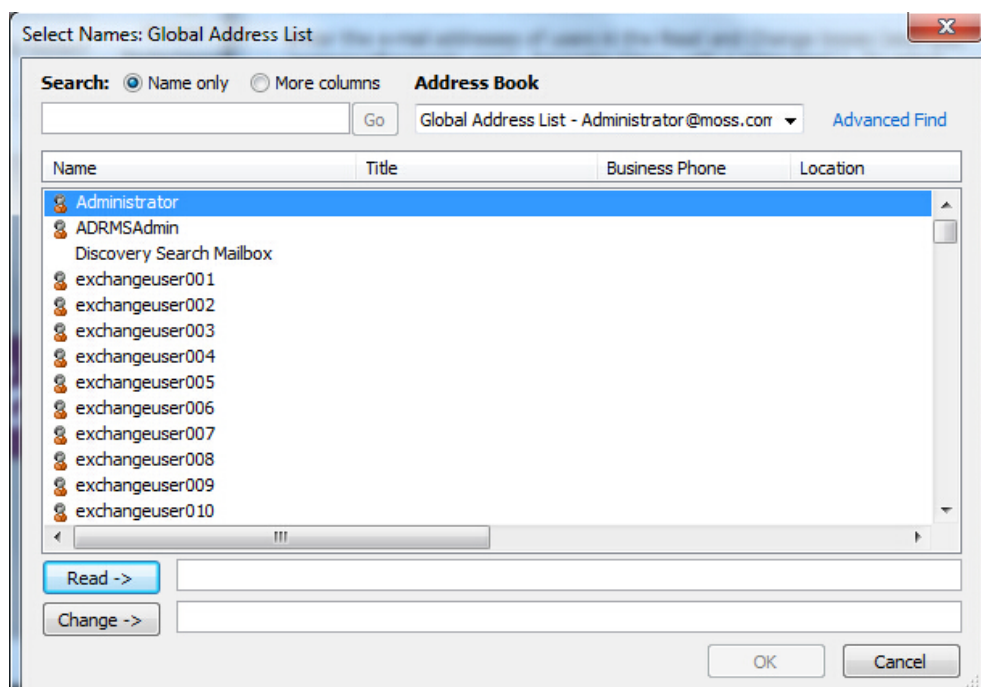 Select Names: Global Address List
Search: Name only More columns Address Book
Go Global Address List - Administrator@moss.com Advanced Find
Name Title Business Phone Location
Administrator
ADRMSAdmin
Discovery Search Mailbox
exchangeuser001
exchangeuser002
exchangeuser003
exchangeuser004
exchangeuser005
exchangeuser006
exchangeuser007
exchangeuser008
exchangeuser009
exchangeuser010
Read ->
Change ->
OK Cancel